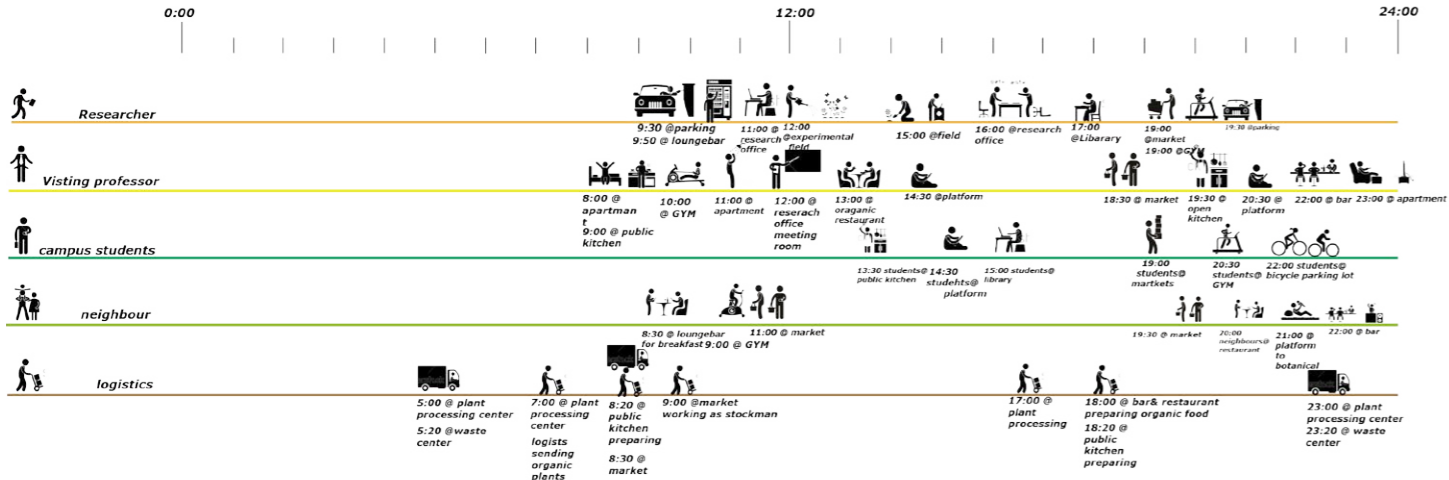 0:00
12:00
24:00
Researcher
9:30 @parking
9:50 @ loungebar
11:00 @
research
office
12:00
@experimental
field
15:00 @field
16:00 @research
office
17:00
@Libarary
19:00
@market
19:00 @GYM
19:30 @parking
Visting professor
8:00 @
apartman
t
9:00 @ public
kitchen
10:00
@ GYM
11:00 @
apartment
12:00 @
reserach
office
meeting
room
13:00 @
oraganic
restaurant
14:30 @platform
18:30 @ market
19:30 @
open
kitchen
20:30 @
platform
22:00 @ bar
23:00 @ apartment
campus students
13:30 students@
public kitchen
14:30
students@
platform
15:00 students@
library
19:00
students@
martkets
20:30
students@
GYM
22:00 students@
bicycle parking lot
neighbour
8:30 @ loungebar
for breakfast
9:00 @ GYM
11:00 @ market
19:30 @ market
20:00
neighbours@
restaurant
21:00 @
platform
to
botanical
22:00 @ bar
logistics
5:00 @ plant
processing center
5:20 @waste
center
7:00 @ plant
processing
center
logists
sending
organic
plants
8:20 @
public
kitchen
preparing
8:30 @
market
9:00 @market
working as stockman
17:00 @
plant
processing
18:00 @ bar& restaurant
preparing organic food
18:20 @
public
kitchen
preparing
23:00 @ plant
processing center
23:20 @ waste
center